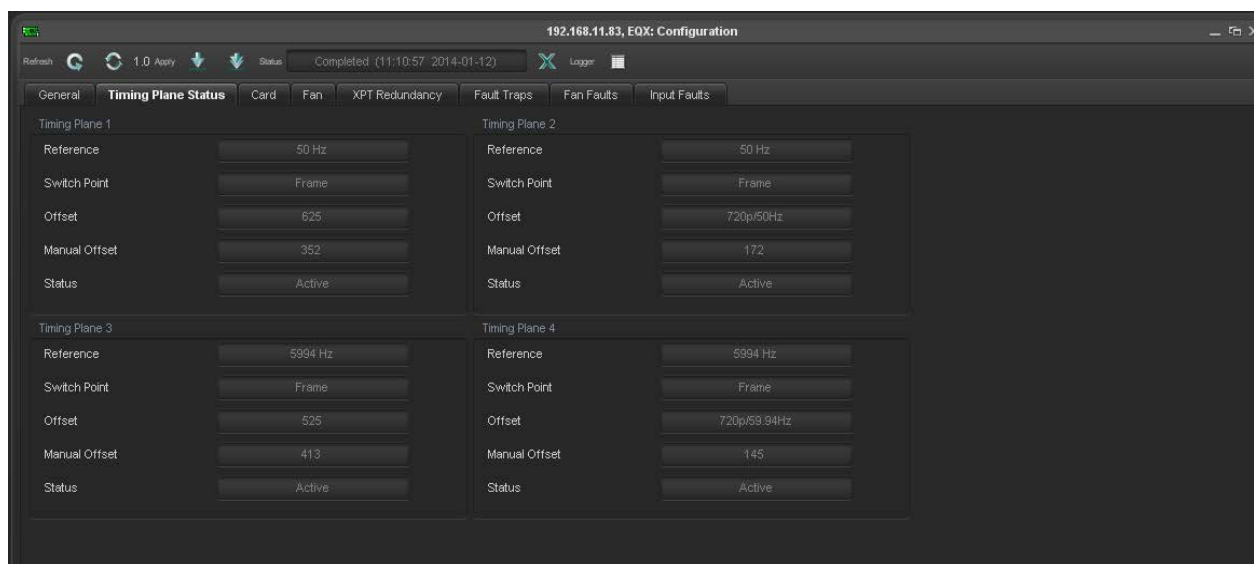 192.168.11.83, EQX: Configuration
Refresh 1.0 Apply Status Completed (11:10:57 2014-01-12) Logger
General Timing Plane Status Card Fan XPT Redundancy Fault Traps Fan Faults Input Faults
Timing Plane 1
Reference 50 Hz
Switch Point Frame
Offset 625
Manual Offset 352
Status Active
Timing Plane 2
Reference 50 Hz
Switch Point Frame
Offset 720p/50Hz
Manual Offset 172
Status Active
Timing Plane 3
Reference 5994 Hz
Switch Point Frame
Offset 525
Manual Offset 413
Status Active
Timing Plane 4
Reference 5994 Hz
Switch Point Frame
Offset 720p/59.94Hz
Manual Offset 145
Status Active